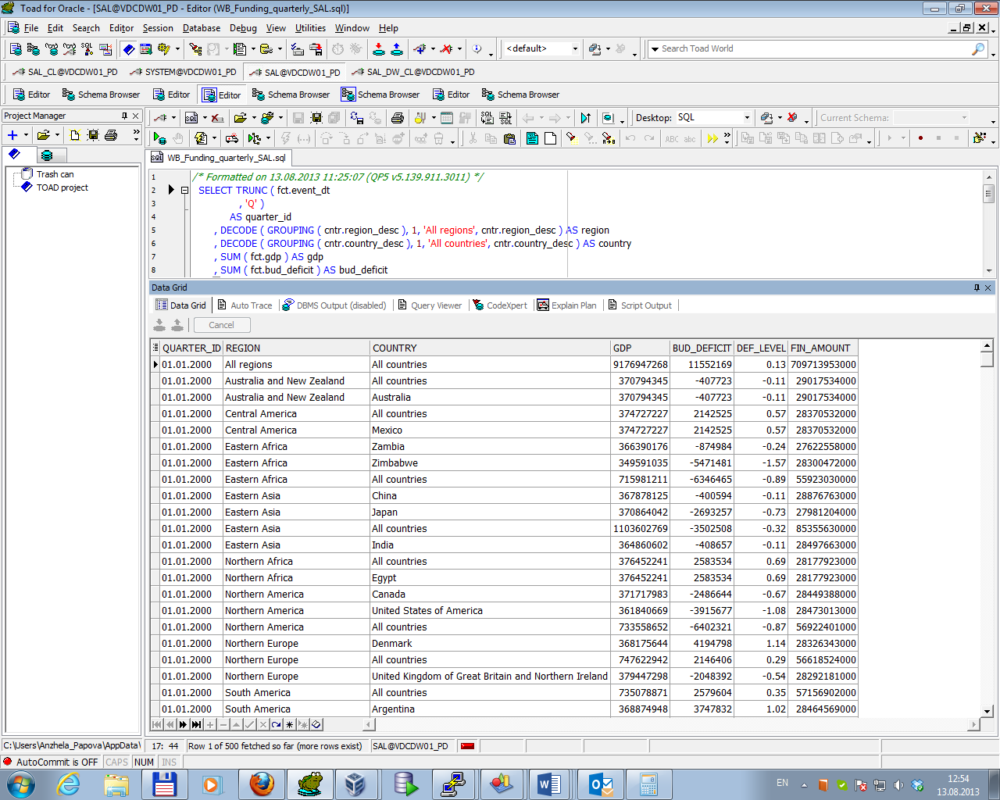 Toad for Oracle - [SAL@VDCDW01_PD - Editor (WB_Funding_quarterly_SAL.sql)]
File Edit Search Editor Session Database Debug View Utilities Window Help
<default> Search Toad World
SAL_CL@VDCDW01_PD SYSTEM@VDCDW01_PD SAL@VDCDW01_PD SAL_DW_CL@VDCDW01_PD
Editor Schema Browser Editor Editor Schema Browser Schema Browser Editor Schema Browser
Project Manager
Desktop: SQL Current Schema:
Trash can
TOAD project
WB_Funding_quarterly_SAL.sql
1 /* Formatted on 13.08.2013 11:25:07 (QP5 v5.139.911.3011) */
2 SELECT TRUNC ( fct.event_dt
3 , 'Q' )
4 AS quarter_id
5 , DECODE ( GROUPING ( cntr.region_desc ), 1, 'All regions', cntr.region_desc ) AS region
6 , DECODE ( GROUPING ( cntr.country_desc ), 1, 'All countries', cntr.country_desc ) AS country
7 , SUM ( fct.gdp ) AS gdp
8 , SUM ( fct.bud_deficit ) AS bud_deficit
Data Grid
Data Grid Auto Trace DBMS Output (disabled) Query Viewer CodeXpert Explain Plan Script Output
Cancel
QUARTER_ID REGION COUNTRY GDP BUD_DEFICIT DEF_LEVEL FIN_AMOUNT
01.01.2000 All regions All countries 9176947268 11552169 0.13 709713953000
01.01.2000 Australia and New Zealand All countries 370794345 -407723 -0.11 29017534000
01.01.2000 Australia and New Zealand Australia 370794345 -407723 -0.11 29017534000
01.01.2000 Central America All countries 374727227 2142525 0.57 28370532000
01.01.2000 Central America Mexico 374727227 2142525 0.57 28370532000
01.01.2000 Eastern Africa Zambia 366390176 -874984 -0.24 27622558000
01.01.2000 Eastern Africa Zimbabwe 349591035 -5471481 -1.57 28300472000
01.01.2000 Eastern Africa All countries 715981211 -6346465 -0.89 55923030000
01.01.2000 Eastern Asia China 367878125 -400594 -0.11 28876763000
01.01.2000 Eastern Asia Japan 370864042 -2693257 -0.73 27981204000
01.01.2000 Eastern Asia All countries 1103602769 -3502508 -0.32 85355630000
01.01.2000 Eastern Asia India 364860602 -408657 -0.11 28497663000
01.01.2000 Northern Africa All countries 376452241 2583534 0.69 28177923000
01.01.2000 Northern Africa Egypt 376452241 2583534 0.69 28177923000
01.01.2000 Northern America Canada 371717983 -2486644 -0.67 28449388000
01.01.2000 Northern America United States of America 361840669 -3915677 -1.08 28473013000
01.01.2000 Northern America All countries 733558652 -6402321 -0.87 56922401000
01.01.2000 Northern Europe Denmark 368175644 4194798 1.14 28326343000
01.01.2000 Northern Europe All countries 747622942 2146406 0.29 56618524000
01.01.2000 Northern Europe United Kingdom of Great Britain and Northern Ireland 379447298 -2048392 -0.54 28292181000
01.01.2000 South America All countries 735078871 2579604 0.35 57156902000
01.01.2000 South America Argentina 368874948 3747832 1.02 28464569000
C:\Users\Anzhela_Papova\AppData\ 17: 44 Row 1 of 500 fetched so far (more rows exist) SAL@VDCDW01_PD
AutoCommit is OFF CAPS NUM INS
EN 12:54
13.08.2013